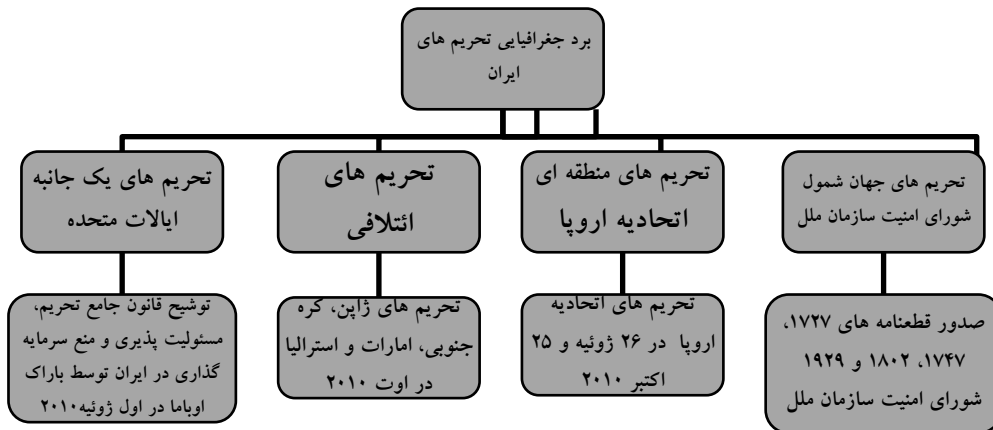 برد جغرافیایی تحریم های
ایران
تحریم های جهان شمول
شورای امنیت سازمان ملل
تحریم های منطقه ای
اتحادیه اروپا
تحریم های
ائتلافی
تحریم های یک جانبه
ایالات متحده
صدور قطعنامه های ۱۷۲۷،
۱۷۴۷، ۱۸۰۲ و ۱۹۲۹
شورای امنیت سازمان ملل
تحریم های اتحادیه
اروپا در ۲۶ ژوئیه و ۲۵
اکتبر ۲۰۱۰
تحریم های ژاپن، کره
جنوبی، امارات و استرالیا
در اوت ۲۰۱۰
توشیح قانون جامع تحریم،
مسئولیت پذیری و منع سرمایه
گذاری در ایران توسط باراک
اوباما در اول ژوئیه۲۰۱۰